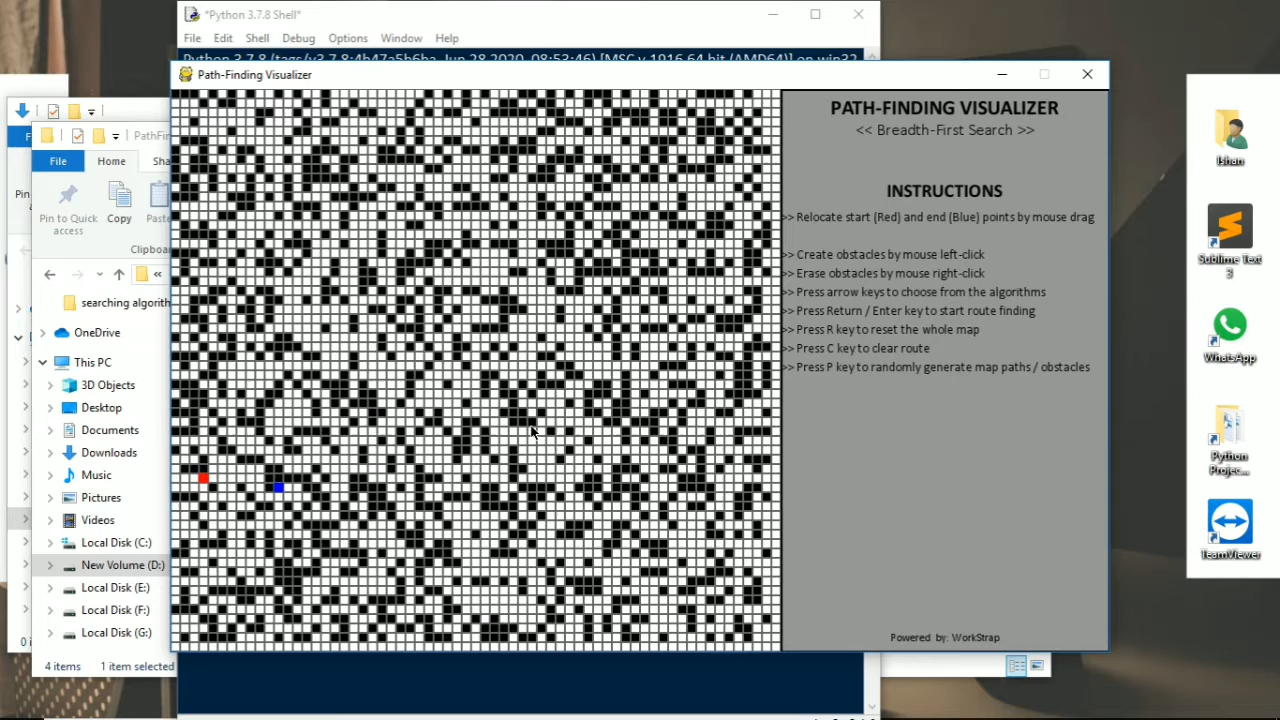 *Python 3.7.8 Shell*
File Edit Shell Debug Options Window Help
Path-Finding Visualizer
PATH-FINDING VISUALIZER
<< Breadth-First Search >>
INSTRUCTIONS
>> Relocate start (Red) and end (Blue) points by mouse drag
>> Create obstacles by mouse left-click
>> Erase obstacles by mouse right-click
>> Press arrow keys to choose from the algorithms
>> Press Return / Enter key to start route finding
>> Press R key to reset the whole map
>> Press C key to clear route
>> Press P key to randomly generate map paths / obstacles
Powered by: WorkStrap
PathFi
File Home Sha
Pin to Quick access
Copy
Paste
Clipboa
«
searching algorith
OneDrive
This PC
3D Objects
Desktop
Documents
Downloads
Music
Pictures
Videos
Local Disk (C:)
New Volume (D:)
Local Disk (E:)
Local Disk (F:)
Local Disk (G:)
4 items 1 item selected
Ishan
Sublime Text
3
WhatsApp
Python
Projec...
TeamViewer